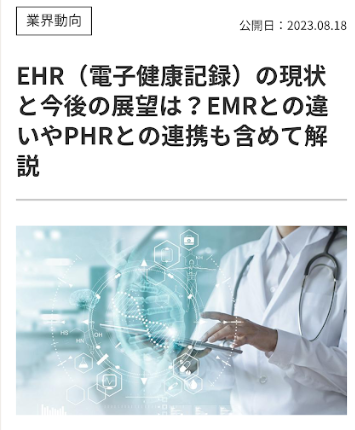 業界動向
公開日：2023.08.18
EHR（電子健康記録）の現状
と今後の展望は？EMRとの違
いやPHRとの連携も含めて解
説